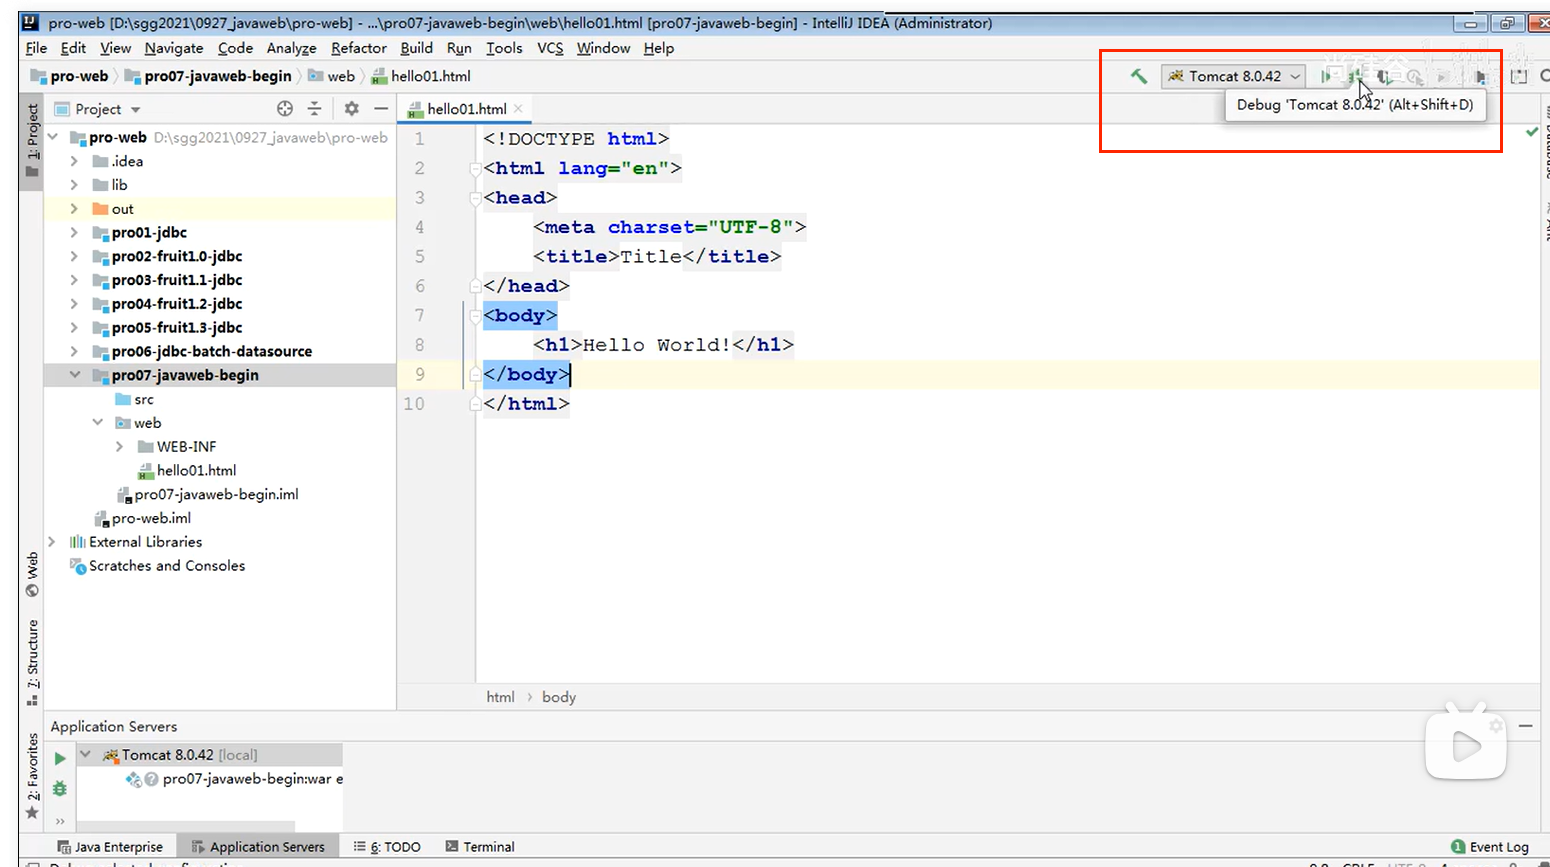 pro-web [D:\sgg2021\0927_javaweb\pro-web] - ...\pro07-javaweb-begin\web\hello01.html [pro07-javaweb-begin] - IntelliJ IDEA (Administrator)
File Edit View Navigate Code Analyze Refactor Build Run Tools VCS Window Help
pro-web pro07-javaweb-begin web hello01.html Tomcat 8.0.42
尚硅谷
Debug 'Tomcat 8.0.42' (Alt+Shift+D)
1: Project
Project
hello01.html
pro-web D:\sgg2021\0927_javaweb\pro-web
.idea
lib
out
pro01-jdbc
pro02-fruit1.0-jdbc
pro03-fruit1.1-jdbc
pro04-fruit1.2-jdbc
pro05-fruit1.3-jdbc
pro06-jdbc-batch-datasource
pro07-javaweb-begin
src
web
WEB-INF
hello01.html
pro07-javaweb-begin.iml
pro-web.iml
External Libraries
Scratches and Consoles
1 <!DOCTYPE html>
2 <html lang="en">
3 <head>
4 <meta charset="UTF-8">
5 <title>Title</title>
6 </head>
7 <body>
8 <h1>Hello World!</h1>
9 </body>
10 </html>
html › body
Web
7: Structure
2: Favorites
Application Servers
Tomcat 8.0.42 [local]
pro07-javaweb-begin:war e
Java Enterprise Application Servers 6: TODO Terminal 1 Event Log